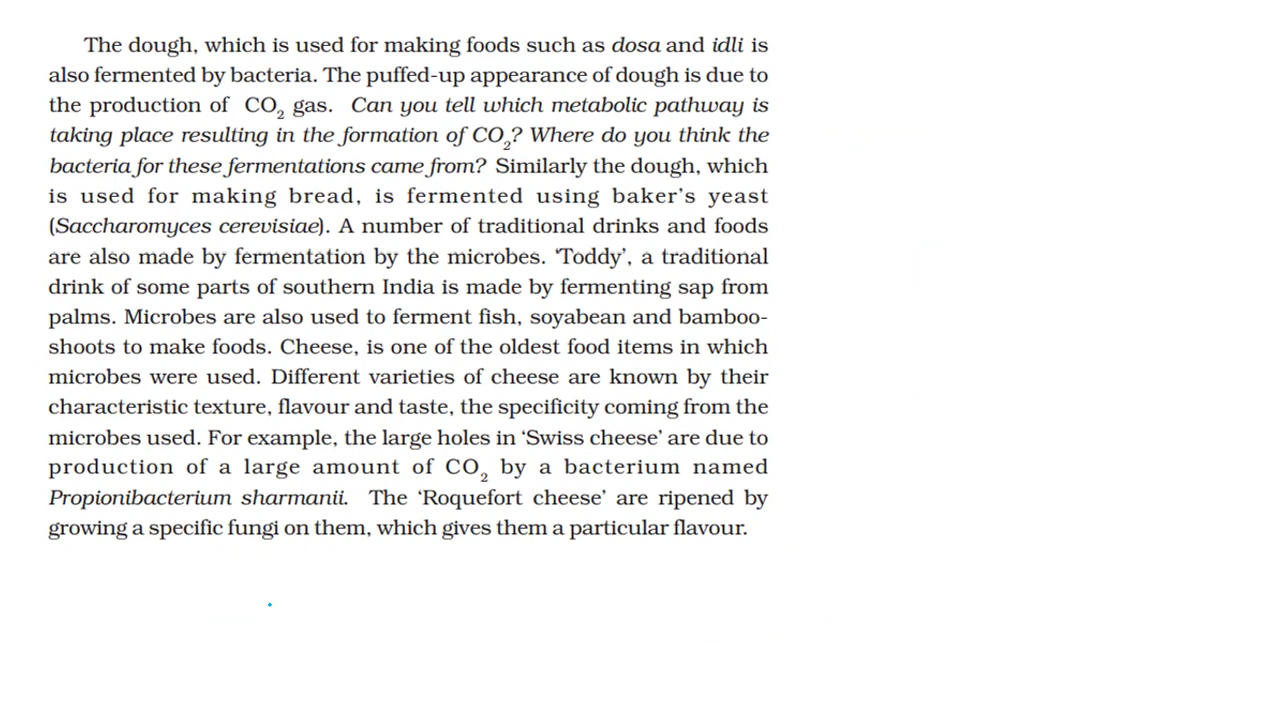 The dough, which is used for making foods such as dosa and idli is
also fermented by bacteria. The puffed-up appearance of dough is due to
the production of CO₂ gas. Can you tell which metabolic pathway is
taking place resulting in the formation of CO₂? Where do you think the
bacteria for these fermentations came from? Similarly the dough, which
is used for making bread, is fermented using baker's yeast
(Saccharomyces cerevisiae). A number of traditional drinks and foods
are also made by fermentation by the microbes. 'Toddy', a traditional
drink of some parts of southern India is made by fermenting sap from
palms. Microbes are also used to ferment fish, soyabean and bamboo-
shoots to make foods. Cheese, is one of the oldest food items in which
microbes were used. Different varieties of cheese are known by their
characteristic texture, flavour and taste, the specificity coming from the
microbes used. For example, the large holes in 'Swiss cheese' are due to
production of a large amount of CO₂ by a bacterium named
Propionibacterium sharmanii. The 'Roquefort cheese' are ripened by
growing a specific fungi on them, which gives them a particular flavour.